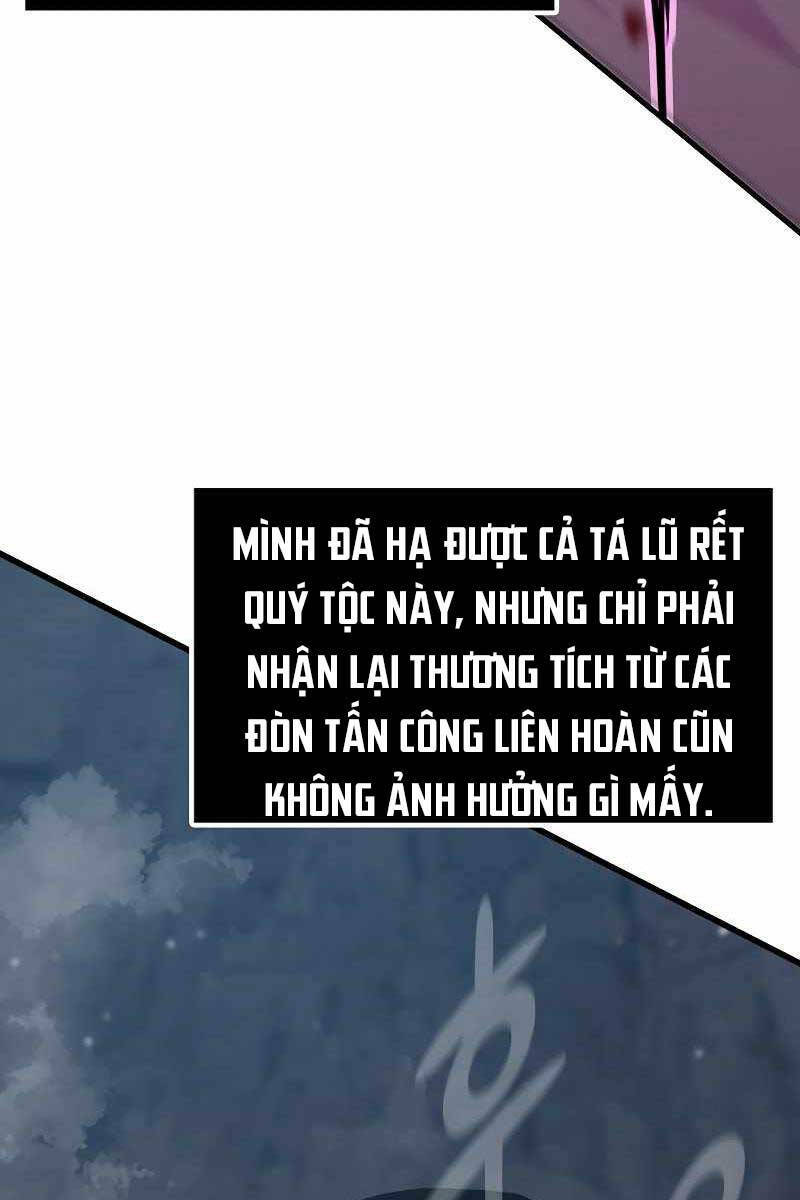 MÌNH ĐÃ HẠ ĐƯỢC CẢ TÁ LŨ RẾT
QUÝ TỘC NÀY, NHƯNG CHỈ PHẢI
NHẬN LẠI THƯƠNG TÍCH TỪ CÁC
ĐÒN TẤN CÔNG LIÊN HOÀN CŨN
KHÔNG ẢNH HƯỞNG GÌ MẤY.